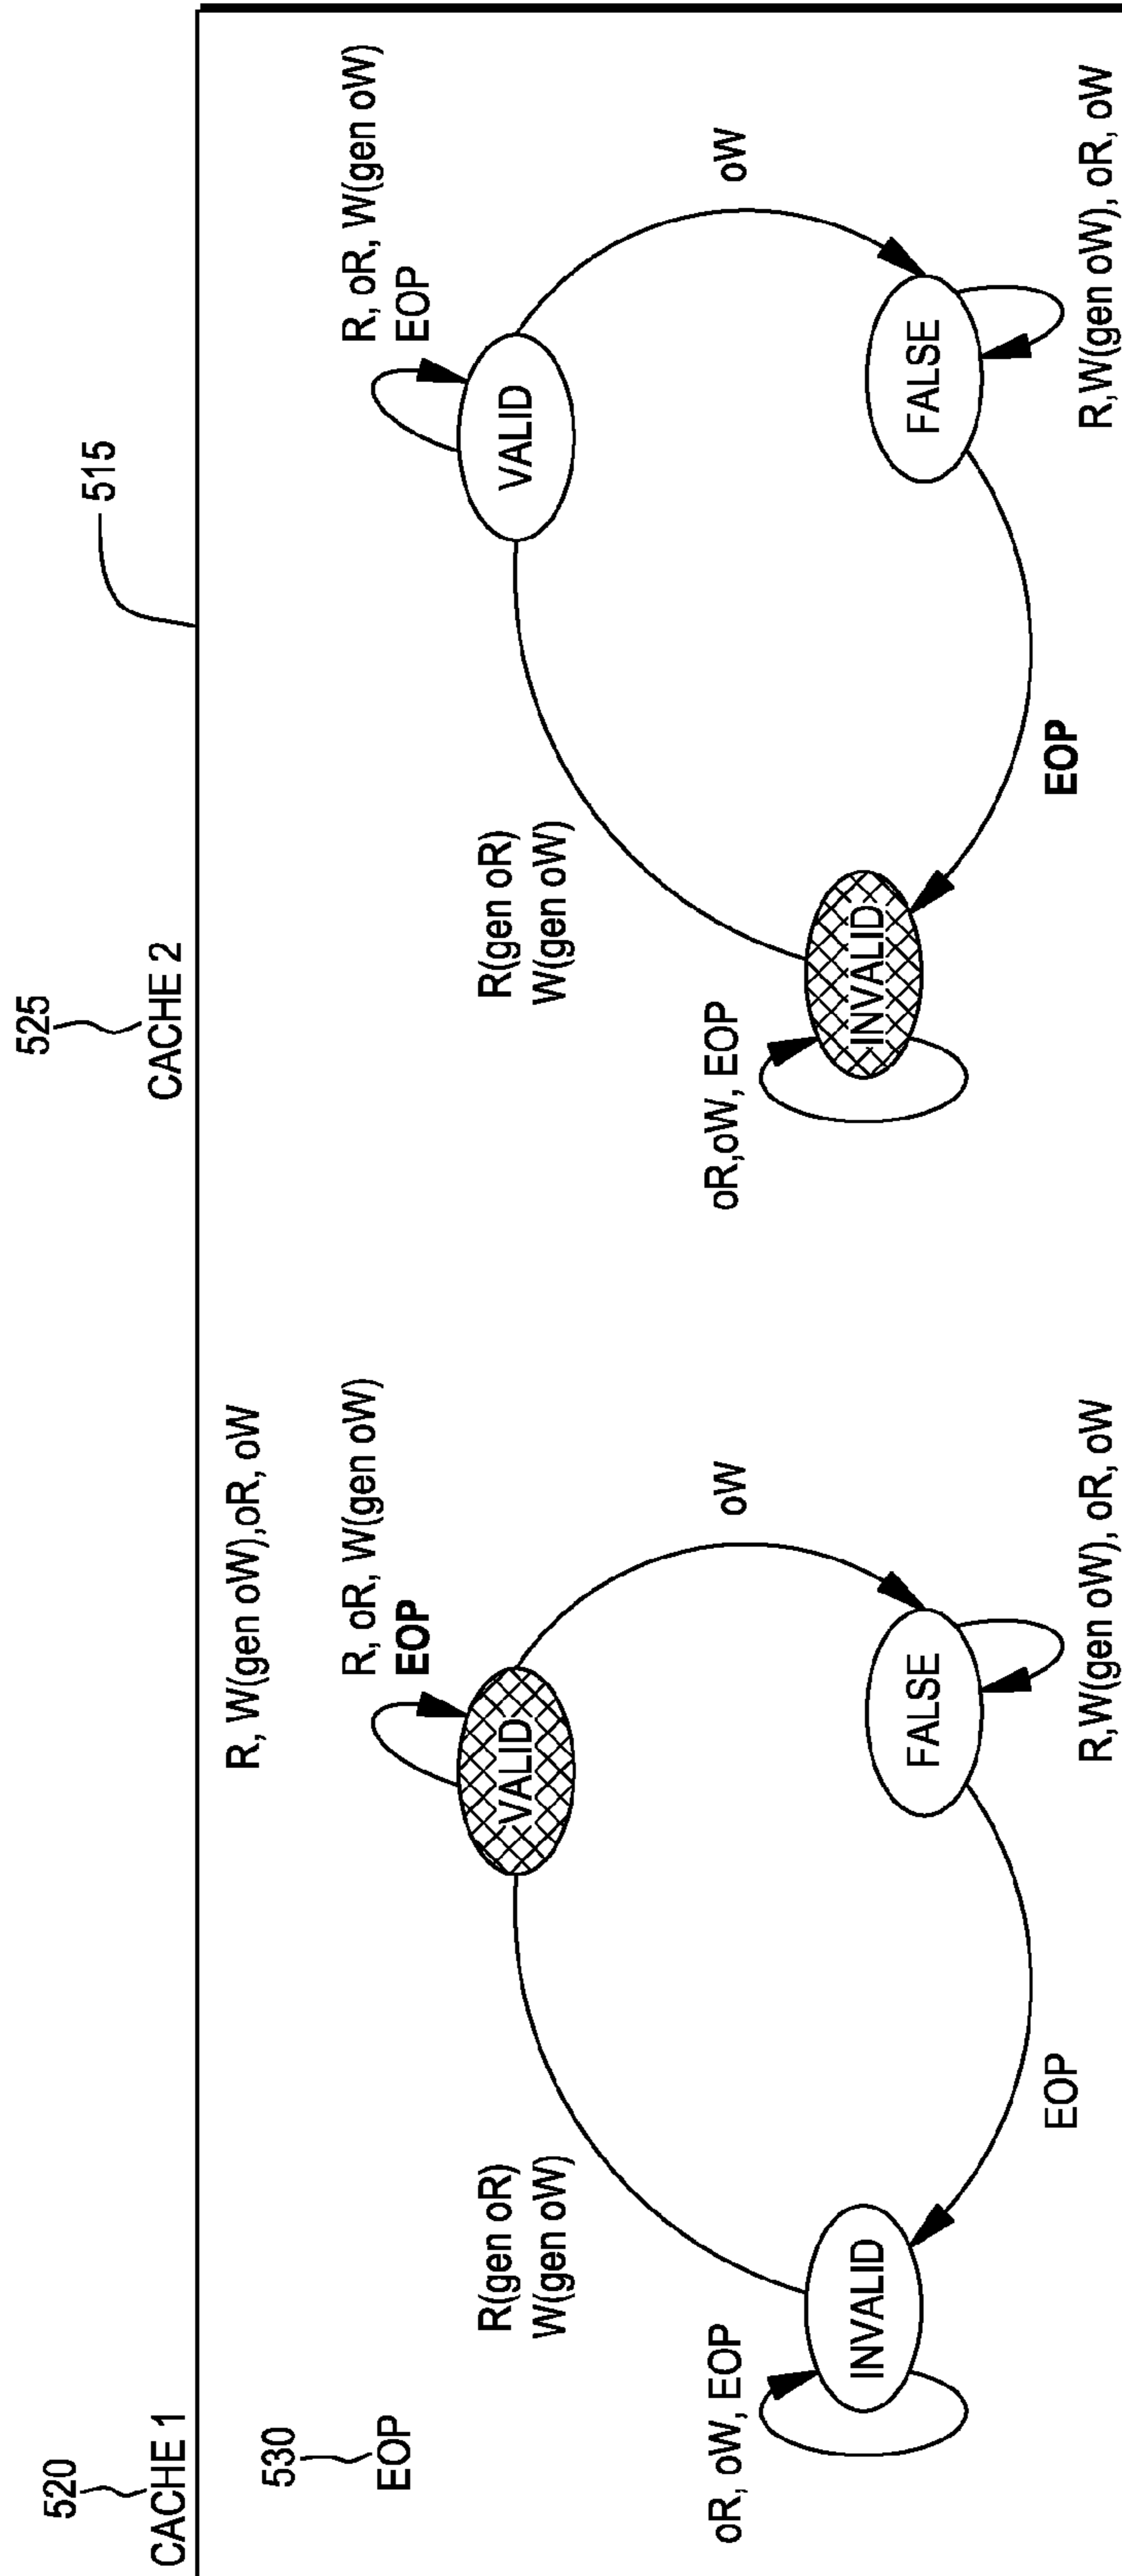 520
CACHE 1
525
CACHE 2
515
530
EOP
R, W(gen oW),oR, oW
R, oR, W(gen oW)
EOP
VALID
oW
R(gen oR)
W(gen oW)
oR, oW, EOP
INVALID
FALSE
EOP
R,W(gen oW), oR, oW
R, oR, W(gen oW)
EOP
VALID
oW
R(gen oR)
W(gen oW)
oR,oW, EOP
INVALID
FALSE
EOP
R,W(gen oW), oR, oW